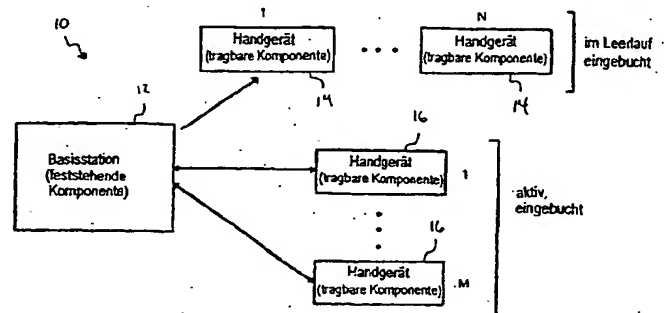 10
1
N
Handgerät
(tragbare Komponente)
• • •
Handgerät
(tragbare Komponente)
im Leerlauf
eingebucht
14
14
12
Basisstation
(feststehende
Komponente)
16
Handgerät
(tragbare Komponente)
1
aktiv,
eingebucht
16
Handgerät
(tragbare Komponente)
M